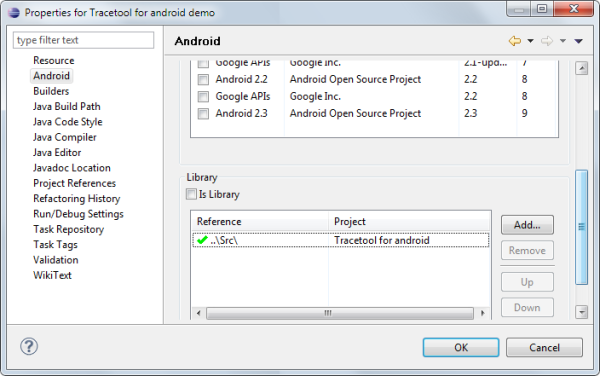 Properties for Tracetool for android demo
type filter text
Resource
Android
Builders
Java Build Path
Java Code Style
Java Compiler
Java Editor
Javadoc Location
Project References
Refactoring History
Run/Debug Settings
Task Repository
Task Tags
Validation
WikiText
Android
Google APIs Google Inc. 2.1-upd... 7
Android 2.2 Android Open Source Project 2.2 8
Google APIs Google Inc. 2.2 8
Android 2.3 Android Open Source Project 2.3 9
Library
Is Library
Reference Project
..\Src\ Tracetool for android
Add...
Remove
Up
Down
OK Cancel